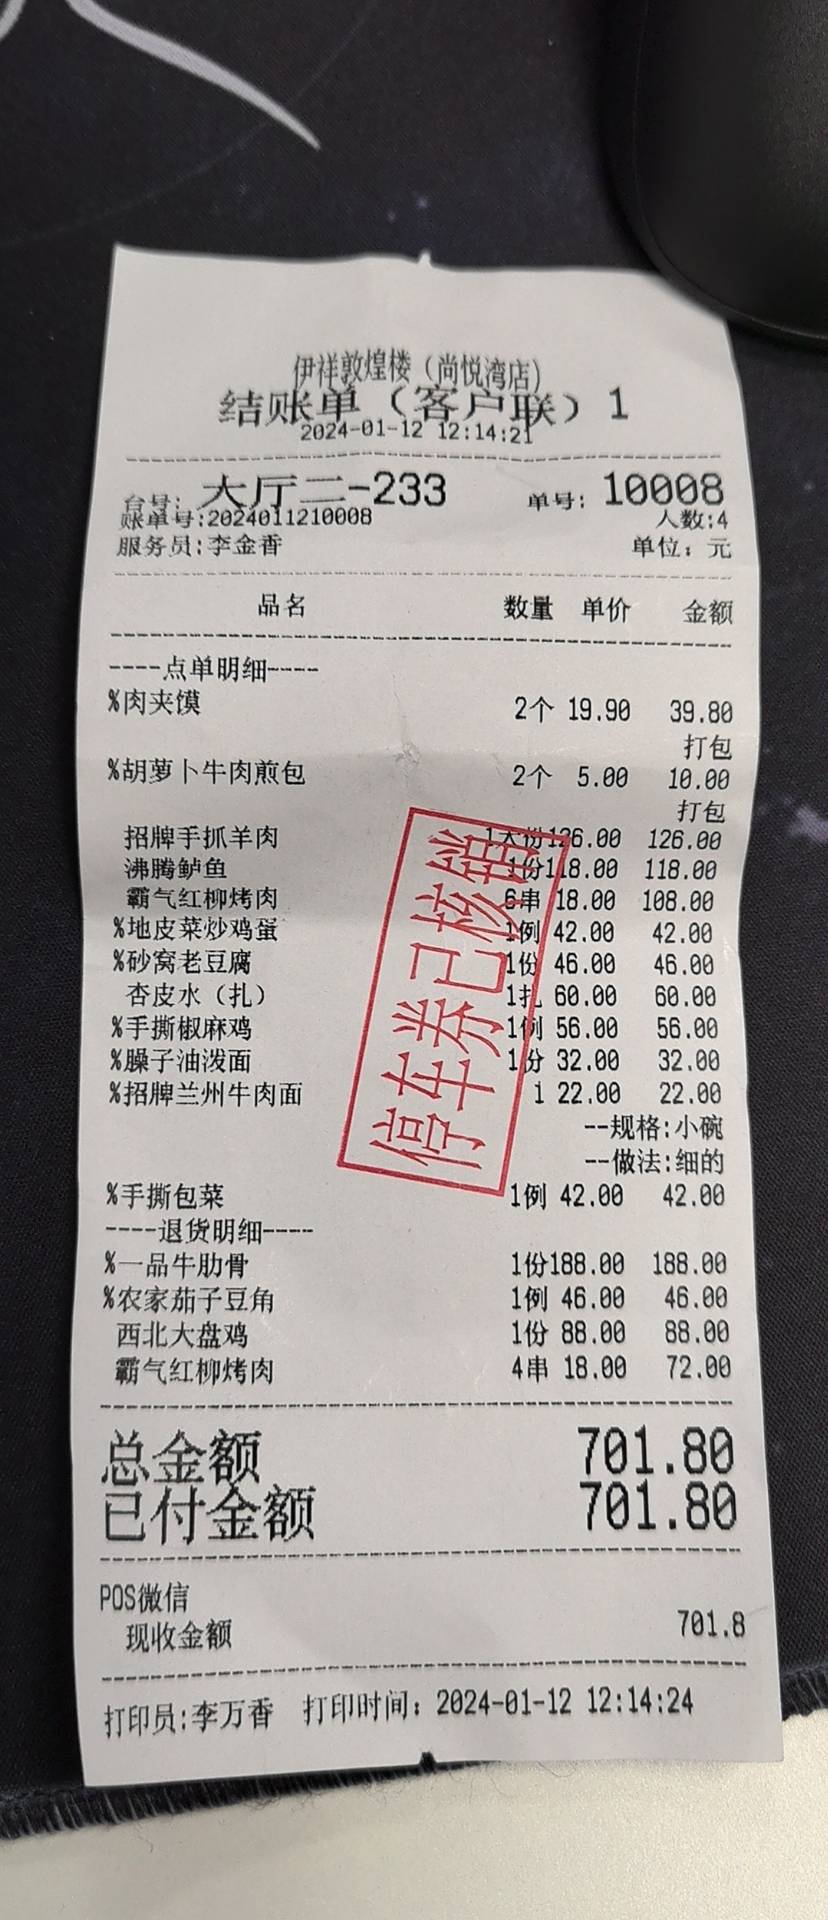 伊祥敦煌楼（尚悦湾店）
结账单（客户联）1
2024-01-12 12:14:21
台号: 大厅二-233 单号: 10008
账单号:2024011210008 人数:4
服务员:李金香 单位：元
品名 数量 单价 金额
----点单明细----
%肉夹馍 2个 19.90 39.80
打包
%胡萝卜牛肉煎包 2个 5.00 10.00
打包
招牌手抓羊肉 1大份126.00 126.00
沸腾鲈鱼 1份118.00 118.00
霸气红柳烤肉 6串 18.00 108.00
%地皮菜炒鸡蛋 1例 42.00 42.00
%砂窝老豆腐 1份 46.00 46.00
杏皮水（扎） 1扎 60.00 60.00
%手撕椒麻鸡 1例 56.00 56.00
%臊子油泼面 1份 32.00 32.00
%招牌兰州牛肉面 1 22.00 22.00
--规格:小碗
--做法:细的
%手撕包菜 1例 42.00 42.00
----退货明细----
%一品牛肋骨 1份188.00 188.00
%农家茄子豆角 1例 46.00 46.00
西北大盘鸡 1份 88.00 88.00
霸气红柳烤肉 4串 18.00 72.00
总金额 701.80
已付金额 701.80
POS微信
现收金额 701.8
打印员:李万香 打印时间：2024-01-12 12:14:24
停车券已核销